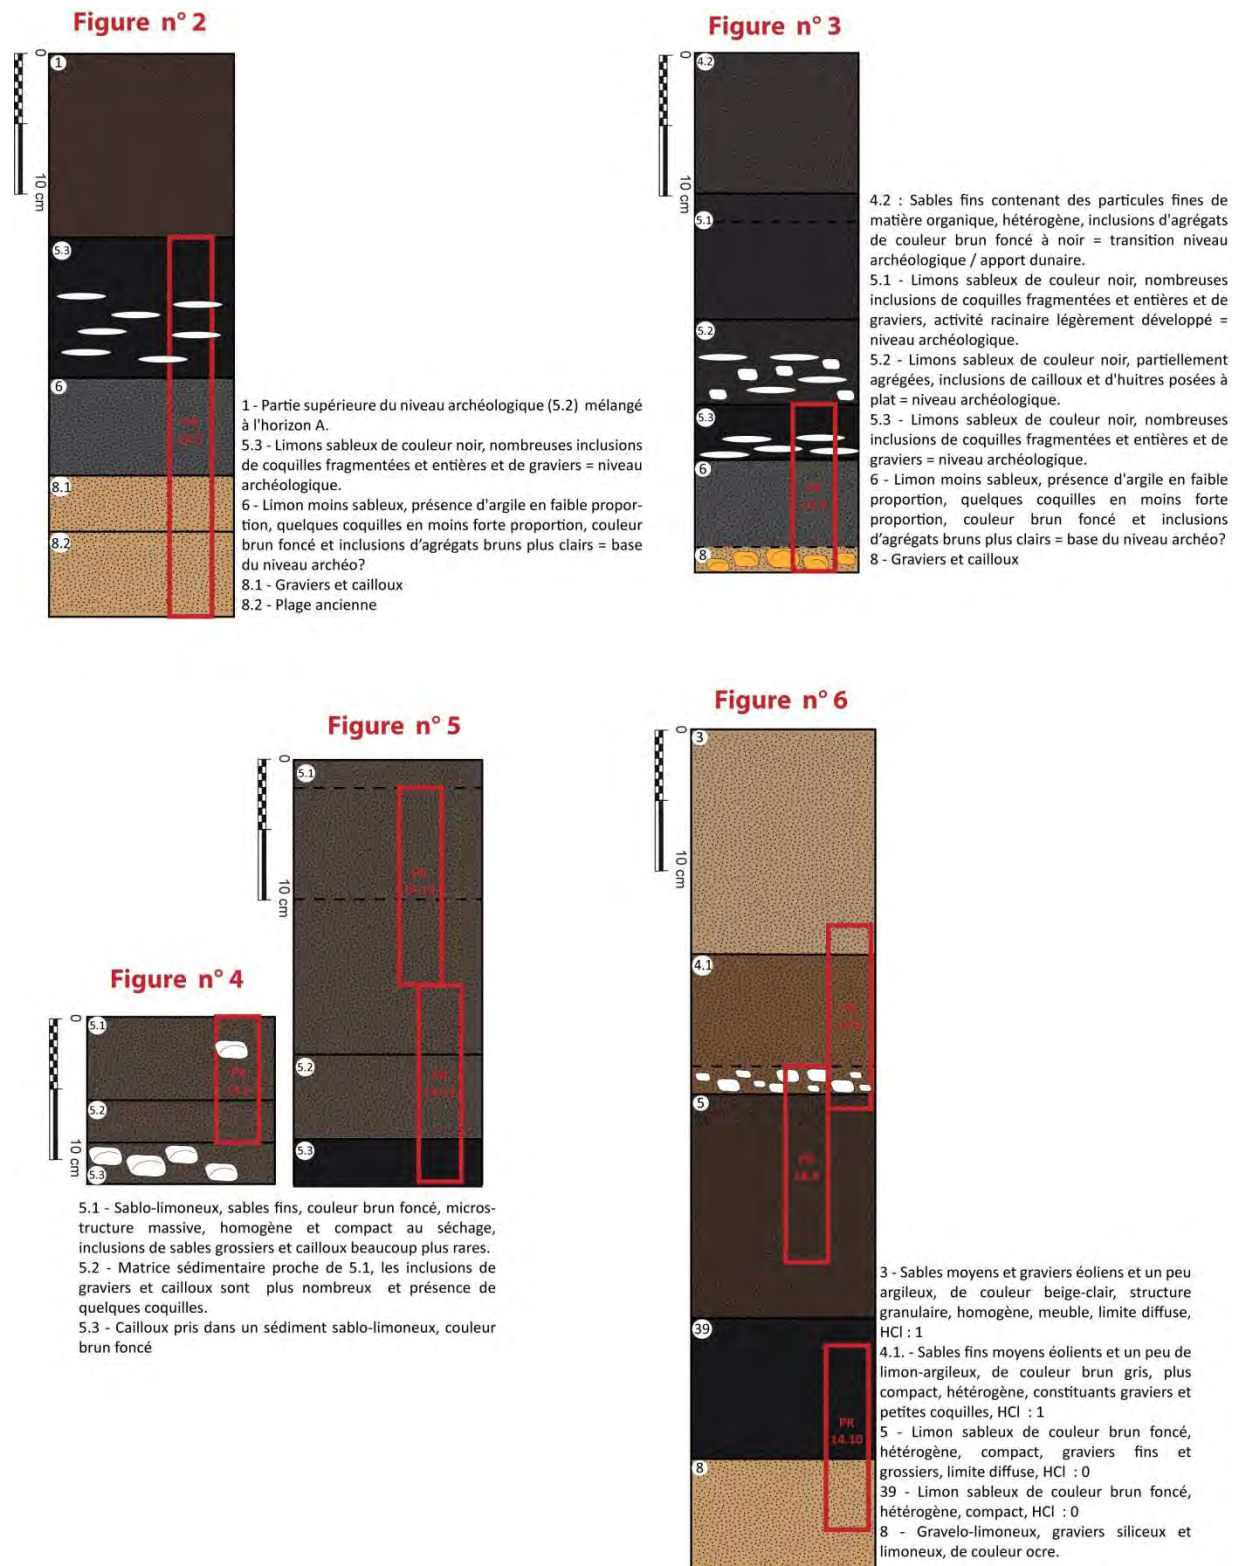 Figure n° 2
0
10 cm
1
5.3
6
8.1
8.2
1 - Partie supérieure du niveau archéologique (5.2) mélangé
à l'horizon A.
5.3 - Limons sableux de couleur noir, nombreuses inclusions
de coquilles fragmentées et entières et de graviers = niveau
archéologique.
6 - Limon moins sableux, présence d'argile en faible propor-
tion, quelques coquilles en moins forte proportion, couleur
brun foncé et inclusions d'agrégats bruns plus clairs = base
du niveau archéo?
8.1 - Graviers et cailloux
8.2 - Plage ancienne
Figure n° 3
0
10 cm
4.2
5.1
5.2
5.3
6
PR
8
4.2 : Sables fins contenant des particules fines de
matière organique, hétérogène, inclusions d'agrégats
de couleur brun foncé à noir = transition niveau
archéologique / apport dunaire.
5.1 - Limons sableux de couleur noir, nombreuses
inclusions de coquilles fragmentées et entières et de
graviers, activité racinaire légèrement développé =
niveau archéologique.
5.2 - Limons sableux de couleur noir, partiellement
agrégées, inclusions de cailloux et d'huitres posées à
plat = niveau archéologique.
5.3 - Limons sableux de couleur noir, nombreuses
inclusions de coquilles fragmentées et entières et de
graviers = niveau archéologique.
6 - Limon moins sableux, présence d'argile en faible
proportion, quelques coquilles en moins forte
proportion, couleur brun foncé et inclusions
d'agrégats bruns plus clairs = base du niveau archéo?
8 - Graviers et cailloux
Figure n° 4
0
10 cm
5.1
PR
5.2
5.3
Figure n° 5
0
10 cm
5.1
PR
5.2
5.3
5.1 - Sablo-limoneux, sables fins, couleur brun foncé, micros-
tructure massive, homogène et compact au séchage,
inclusions de sables grossiers et cailloux beaucoup plus rares.
5.2 - Matrice sédimentaire proche de 5.1, les inclusions de
graviers et cailloux sont plus nombreux et présence de
quelques coquilles.
5.3 - Cailloux pris dans un sédiment sablo-limoneux, couleur
brun foncé
Figure n° 6
0
10 cm
3
4.1
5
PR
39
PR
14.10
8
3 - Sables moyens et graviers éoliens et un peu
argileux, de couleur beige-clair, structure
granulaire, homogène, meuble, limite diffuse,
HCl : 1
4.1. - Sables fins moyens éolients et un peu de
limon-argileux, de couleur brun gris, plus
compact, hétérogène, constituants graviers et
petites coquilles, HCl : 1
5 - Limon sableux de couleur brun foncé,
hétérogène, compact, graviers fins et
grossiers, limite diffuse, HCl : 0
39 - Limon sableux de couleur brun foncé,
hétérogène, compact, HCl : 0
8 - Gravelo-limoneux, graviers siliceux et
limoneux, de couleur ocre.